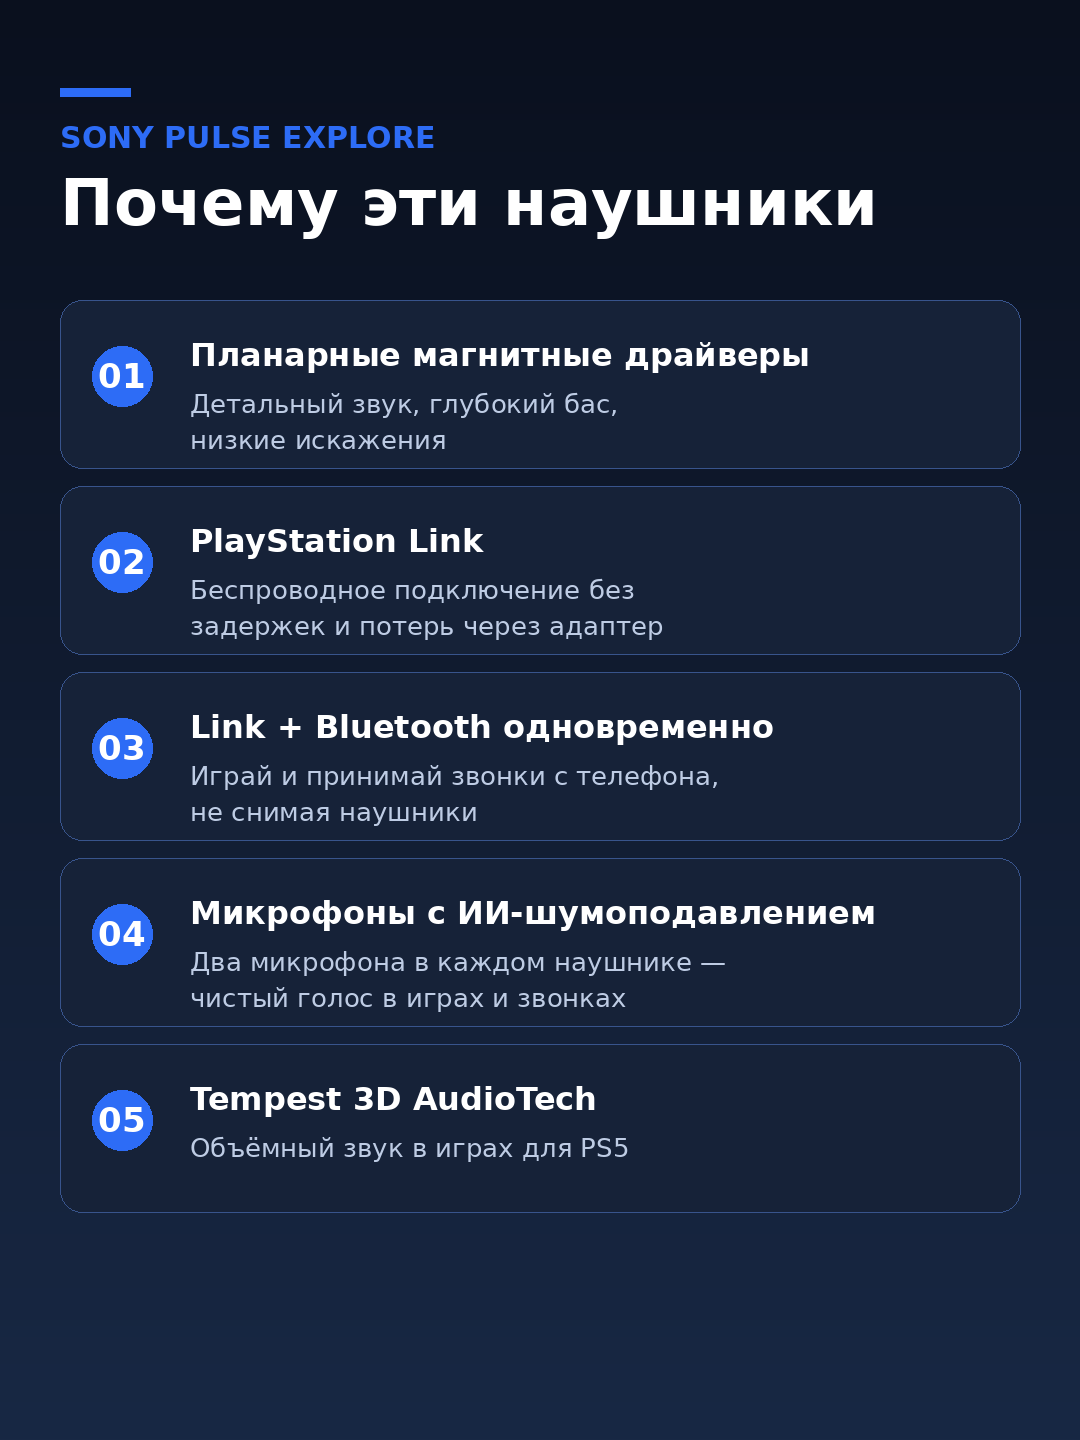 SONY PULSE EXPLORE
Почему эти наушники
01
Планарные магнитные драйверы
Детальный звук, глубокий бас,
низкие искажения
02
PlayStation Link
Беспроводное подключение без
задержек и потерь через адаптер
03
Link + Bluetooth одновременно
Играй и принимай звонки с телефона,
не снимая наушники
04
Микрофоны с ИИ-шумоподавлением
Два микрофона в каждом наушнике —
чистый голос в играх и звонках
05
Tempest 3D AudioTech
Объёмный звук в играх для PS5